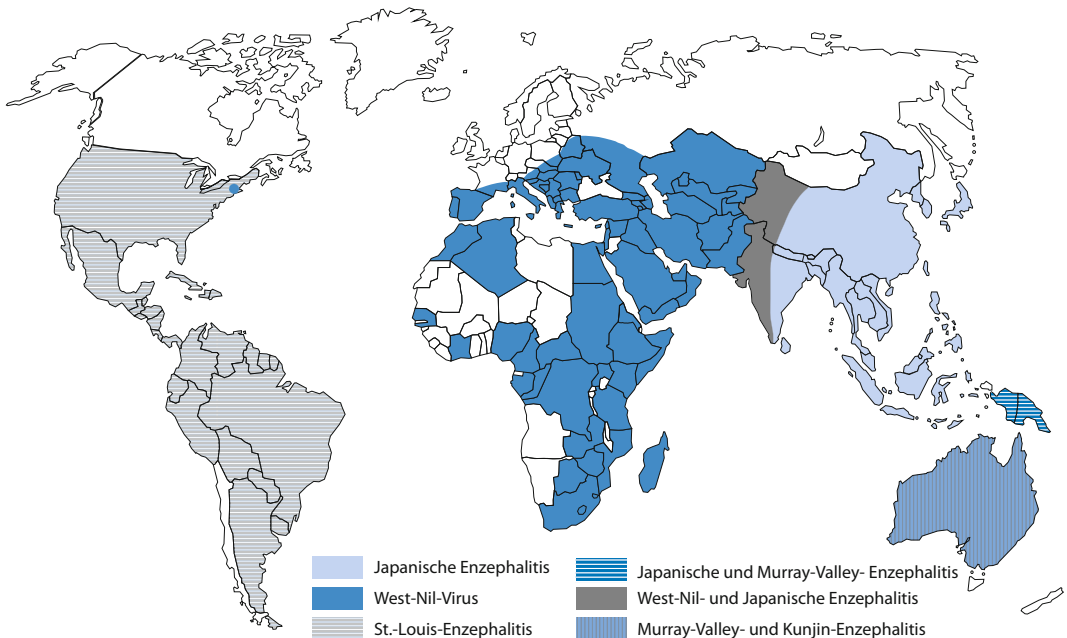 Japanische Enzephalitis
West-Nil-Virus
St.-Louis-Enzephalitis
Japanische und Murray-Valley- Enzephalitis
West-Nil- und Japanische Enzephalitis
Murray-Valley- und Kunjin-Enzephalitis